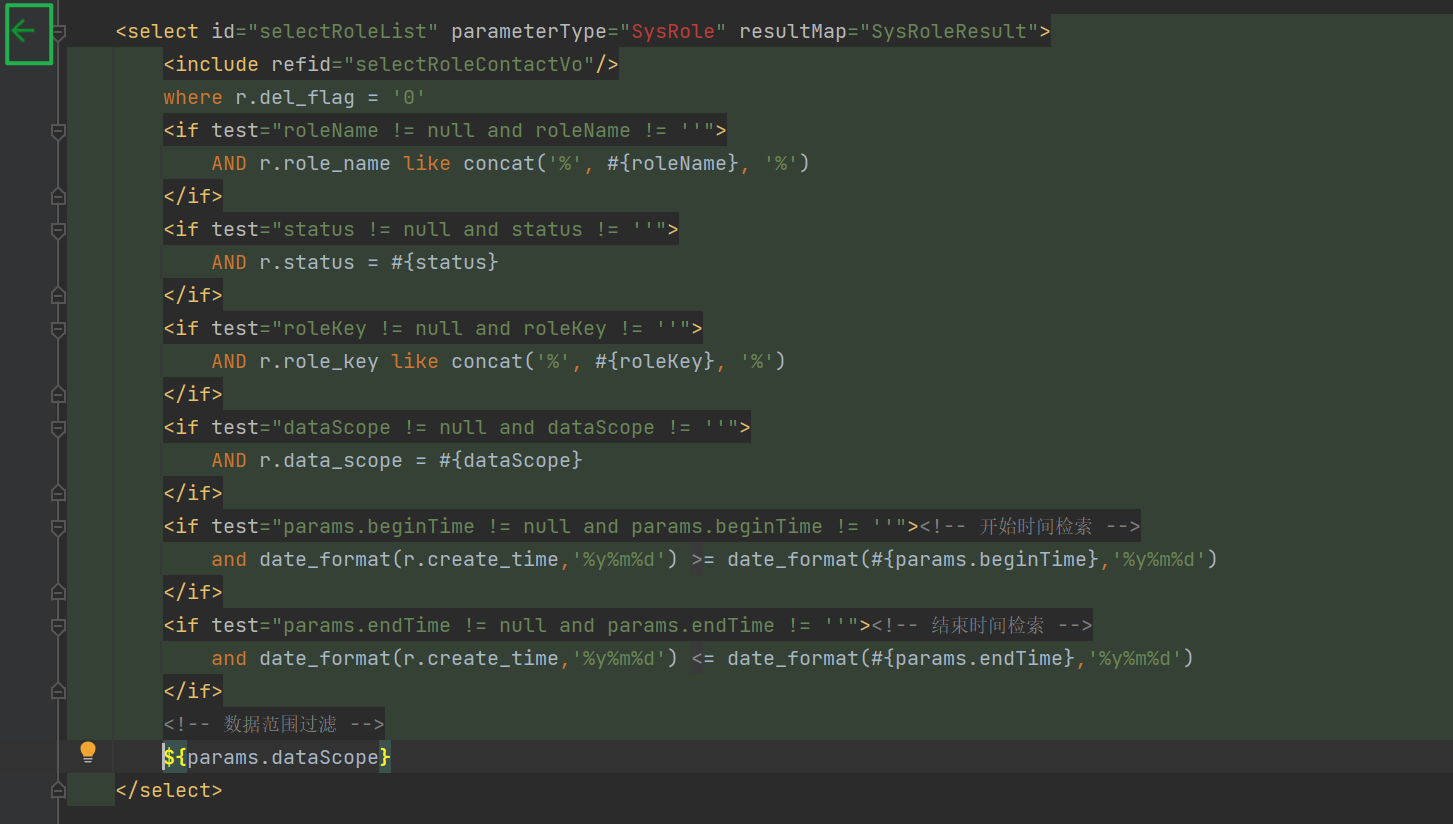 <select id="selectRoleList" parameterType="SysRole" resultMap="SysRoleResult">
<include refid="selectRoleContactVo"/>
where r.del_flag = '0'
<if test="roleName != null and roleName != ''">
AND r.role_name like concat('%', #{roleName}, '%')
</if>
<if test="status != null and status != ''">
AND r.status = #{status}
</if>
<if test="roleKey != null and roleKey != ''">
AND r.role_key like concat('%', #{roleKey}, '%')
</if>
<if test="dataScope != null and dataScope != ''">
AND r.data_scope = #{dataScope}
</if>
<if test="params.beginTime != null and params.beginTime != ''"><!-- 开始时间检索 -->
and date_format(r.create_time,'%y%m%d') >= date_format(#{params.beginTime},'%y%m%d')
</if>
<if test="params.endTime != null and params.endTime != ''"><!-- 结束时间检索 -->
and date_format(r.create_time,'%y%m%d') <= date_format(#{params.endTime},'%y%m%d')
</if>
<!-- 数据范围过滤 -->
${params.dataScope}
</select>